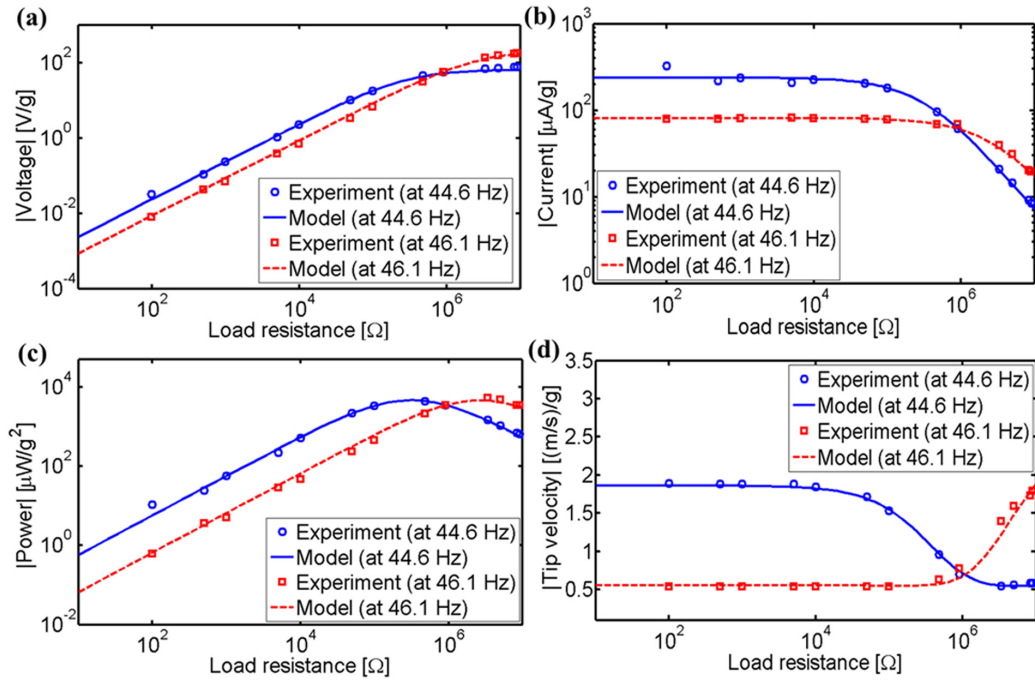 (a)
|Voltage| [V/g]
10^2
10^0
10^-2
10^-4
Experiment (at 44.6 Hz)
Model (at 44.6 Hz)
Experiment (at 46.1 Hz)
Model (at 46.1 Hz)
10^2 10^4 10^6
Load resistance [Ω]
(b)
|Current| [μA/g]
10^3
10^2
10^1
10^0
Experiment (at 44.6 Hz)
Model (at 44.6 Hz)
Experiment (at 46.1 Hz)
Model (at 46.1 Hz)
10^2 10^4 10^6
Load resistance [Ω]
(c)
|Power| [μW/g^2]
10^4
10^2
10^0
10^-2
Experiment (at 44.6 Hz)
Model (at 44.6 Hz)
Experiment (at 46.1 Hz)
Model (at 46.1 Hz)
10^2 10^4 10^6
Load resistance [Ω]
(d)
|Tip velocity| [(m/s)/g]
3.5
3
2.5
2
1.5
1
0.5
Experiment (at 44.6 Hz)
Model (at 44.6 Hz)
Experiment (at 46.1 Hz)
Model (at 46.1 Hz)
10^2 10^4 10^6
Load resistance [Ω]